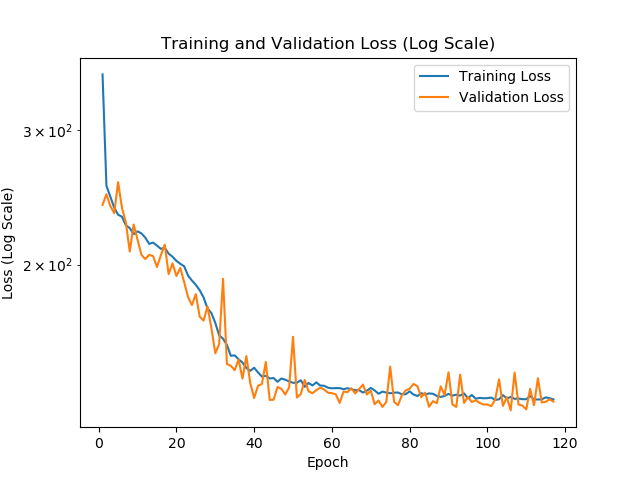 Training and Validation Loss (Log Scale)
Training Loss
Validation Loss
3 × 10²
2 × 10²
Loss (Log Scale)
0 20 40 60 80 100 120
Epoch